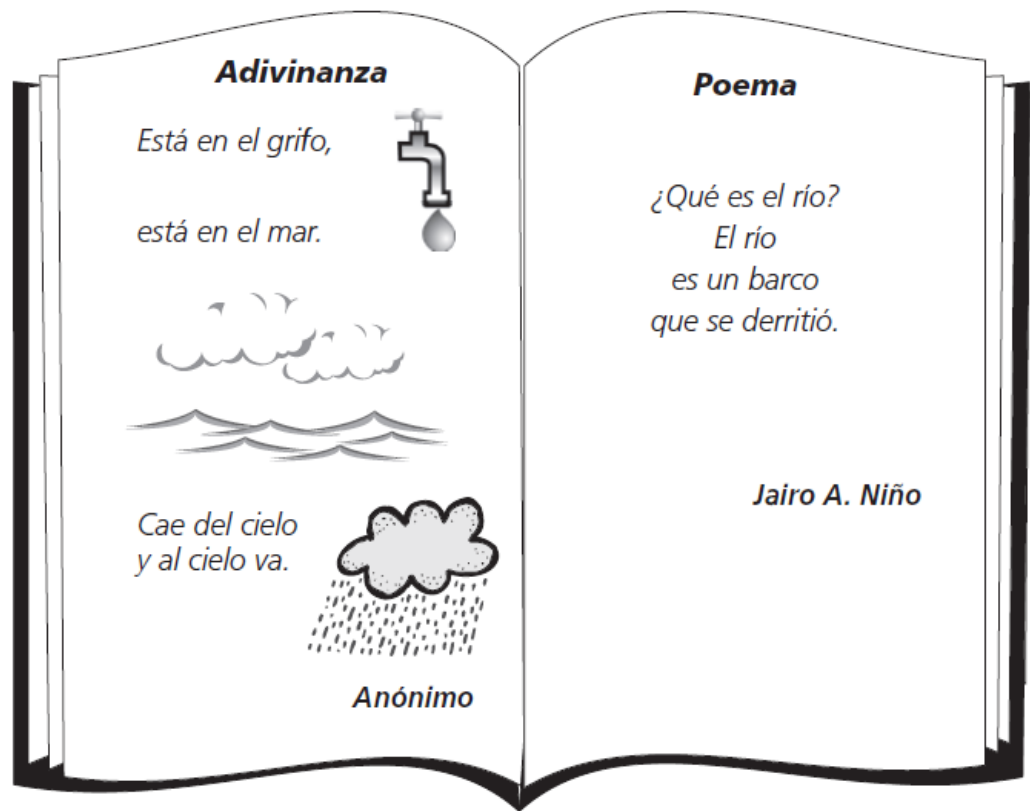 Adivinanza
Está en el grifo,
está en el mar.
Cae del cielo
y al cielo va.
Anónimo
Poema
¿Qué es el río?
El río
es un barco
que se derritió.
Jairo A. Niño